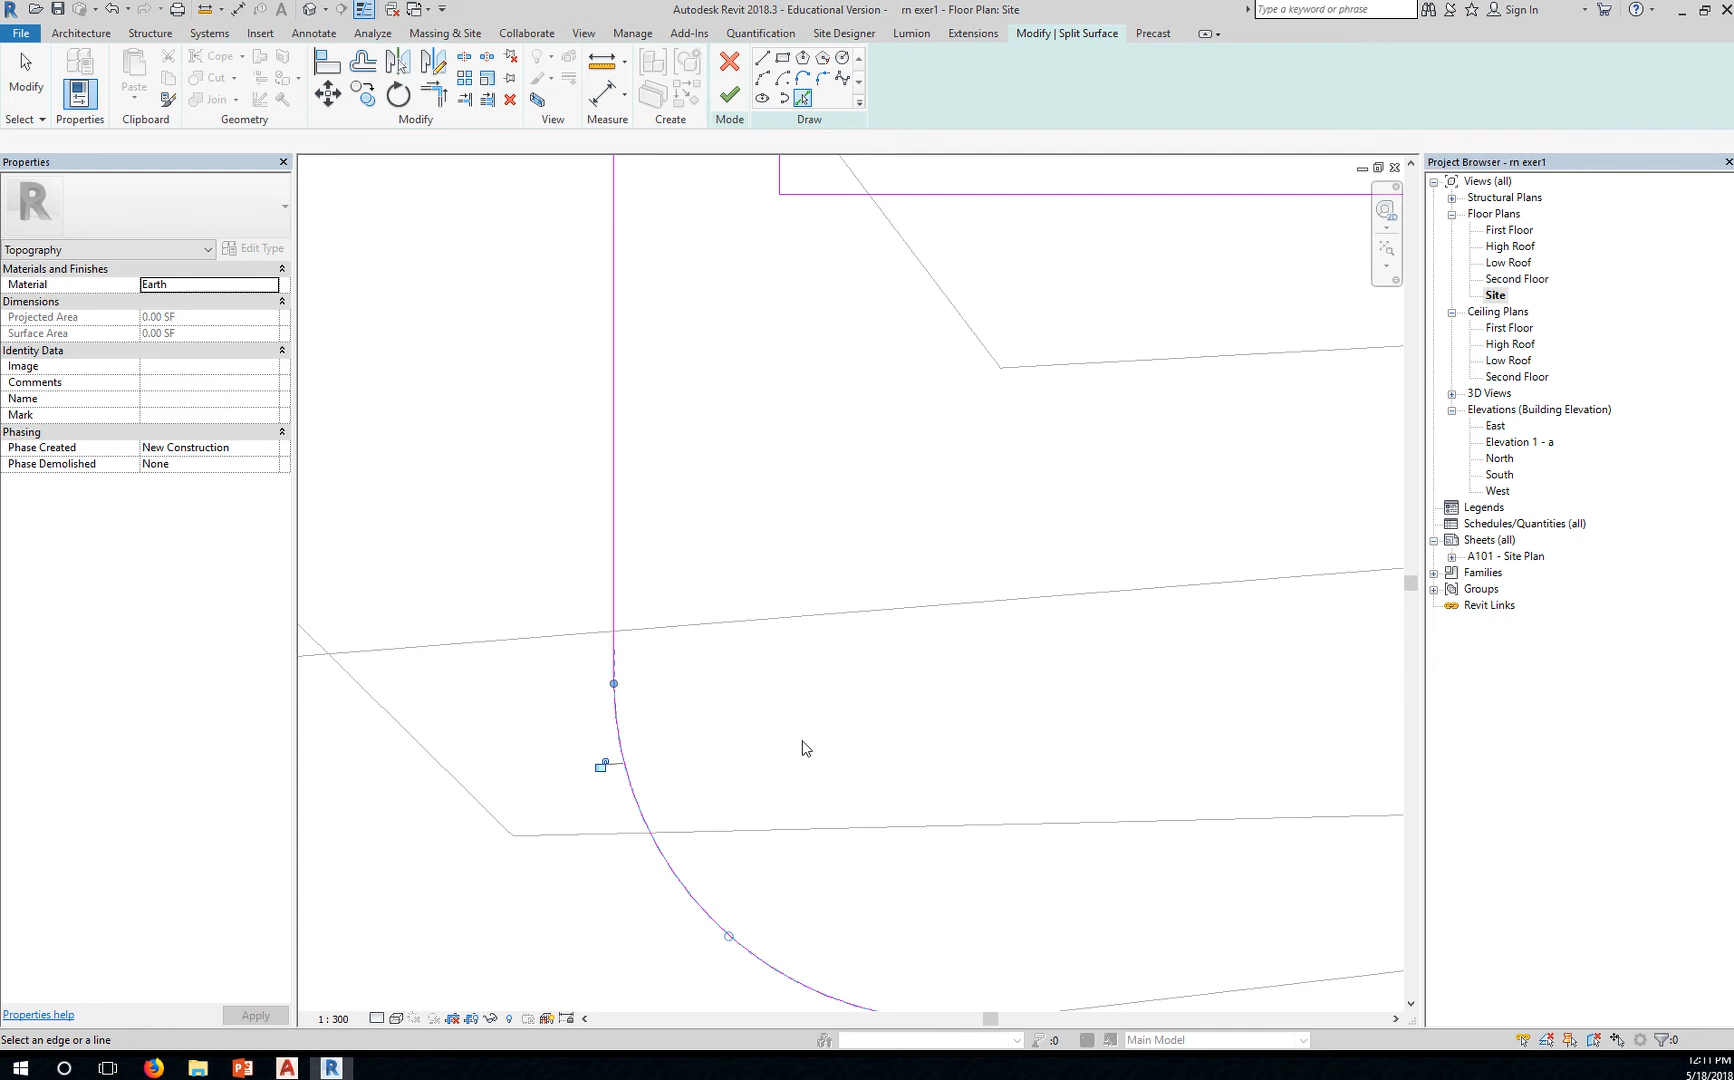 Autodesk Revit 2018.3 - Educational Version - rn exer1 - Floor Plan: Site
Type a keyword or phrase
Sign In
File Architecture Structure Systems Insert Annotate Analyze Massing & Site Collaborate View Manage Add-Ins Quantification Site Designer Lumion Extensions Modify | Split Surface Precast
Modify
Paste
Cope
Cut
Join
Select Properties Clipboard Geometry Modify View Measure Create Mode Draw
Properties
R
Topography
Edit Type
Materials and Finishes
Material Earth
Dimensions
Projected Area 0.00 SF
Surface Area 0.00 SF
Identity Data
Image
Comments
Name
Mark
Phasing
Phase Created New Construction
Phase Demolished None
Properties help
Apply
2D
1 : 300
Project Browser - rn exer1
Views (all)
Structural Plans
Floor Plans
First Floor
High Roof
Low Roof
Second Floor
Site
Ceiling Plans
First Floor
High Roof
Low Roof
Second Floor
3D Views
Elevations (Building Elevation)
East
Elevation 1 - a
North
South
West
Legends
Schedules/Quantities (all)
Sheets (all)
A101 - Site Plan
Families
Groups
Revit Links
Select an edge or a line
:0
Main Model
:0
12:11 PM
5/18/2018